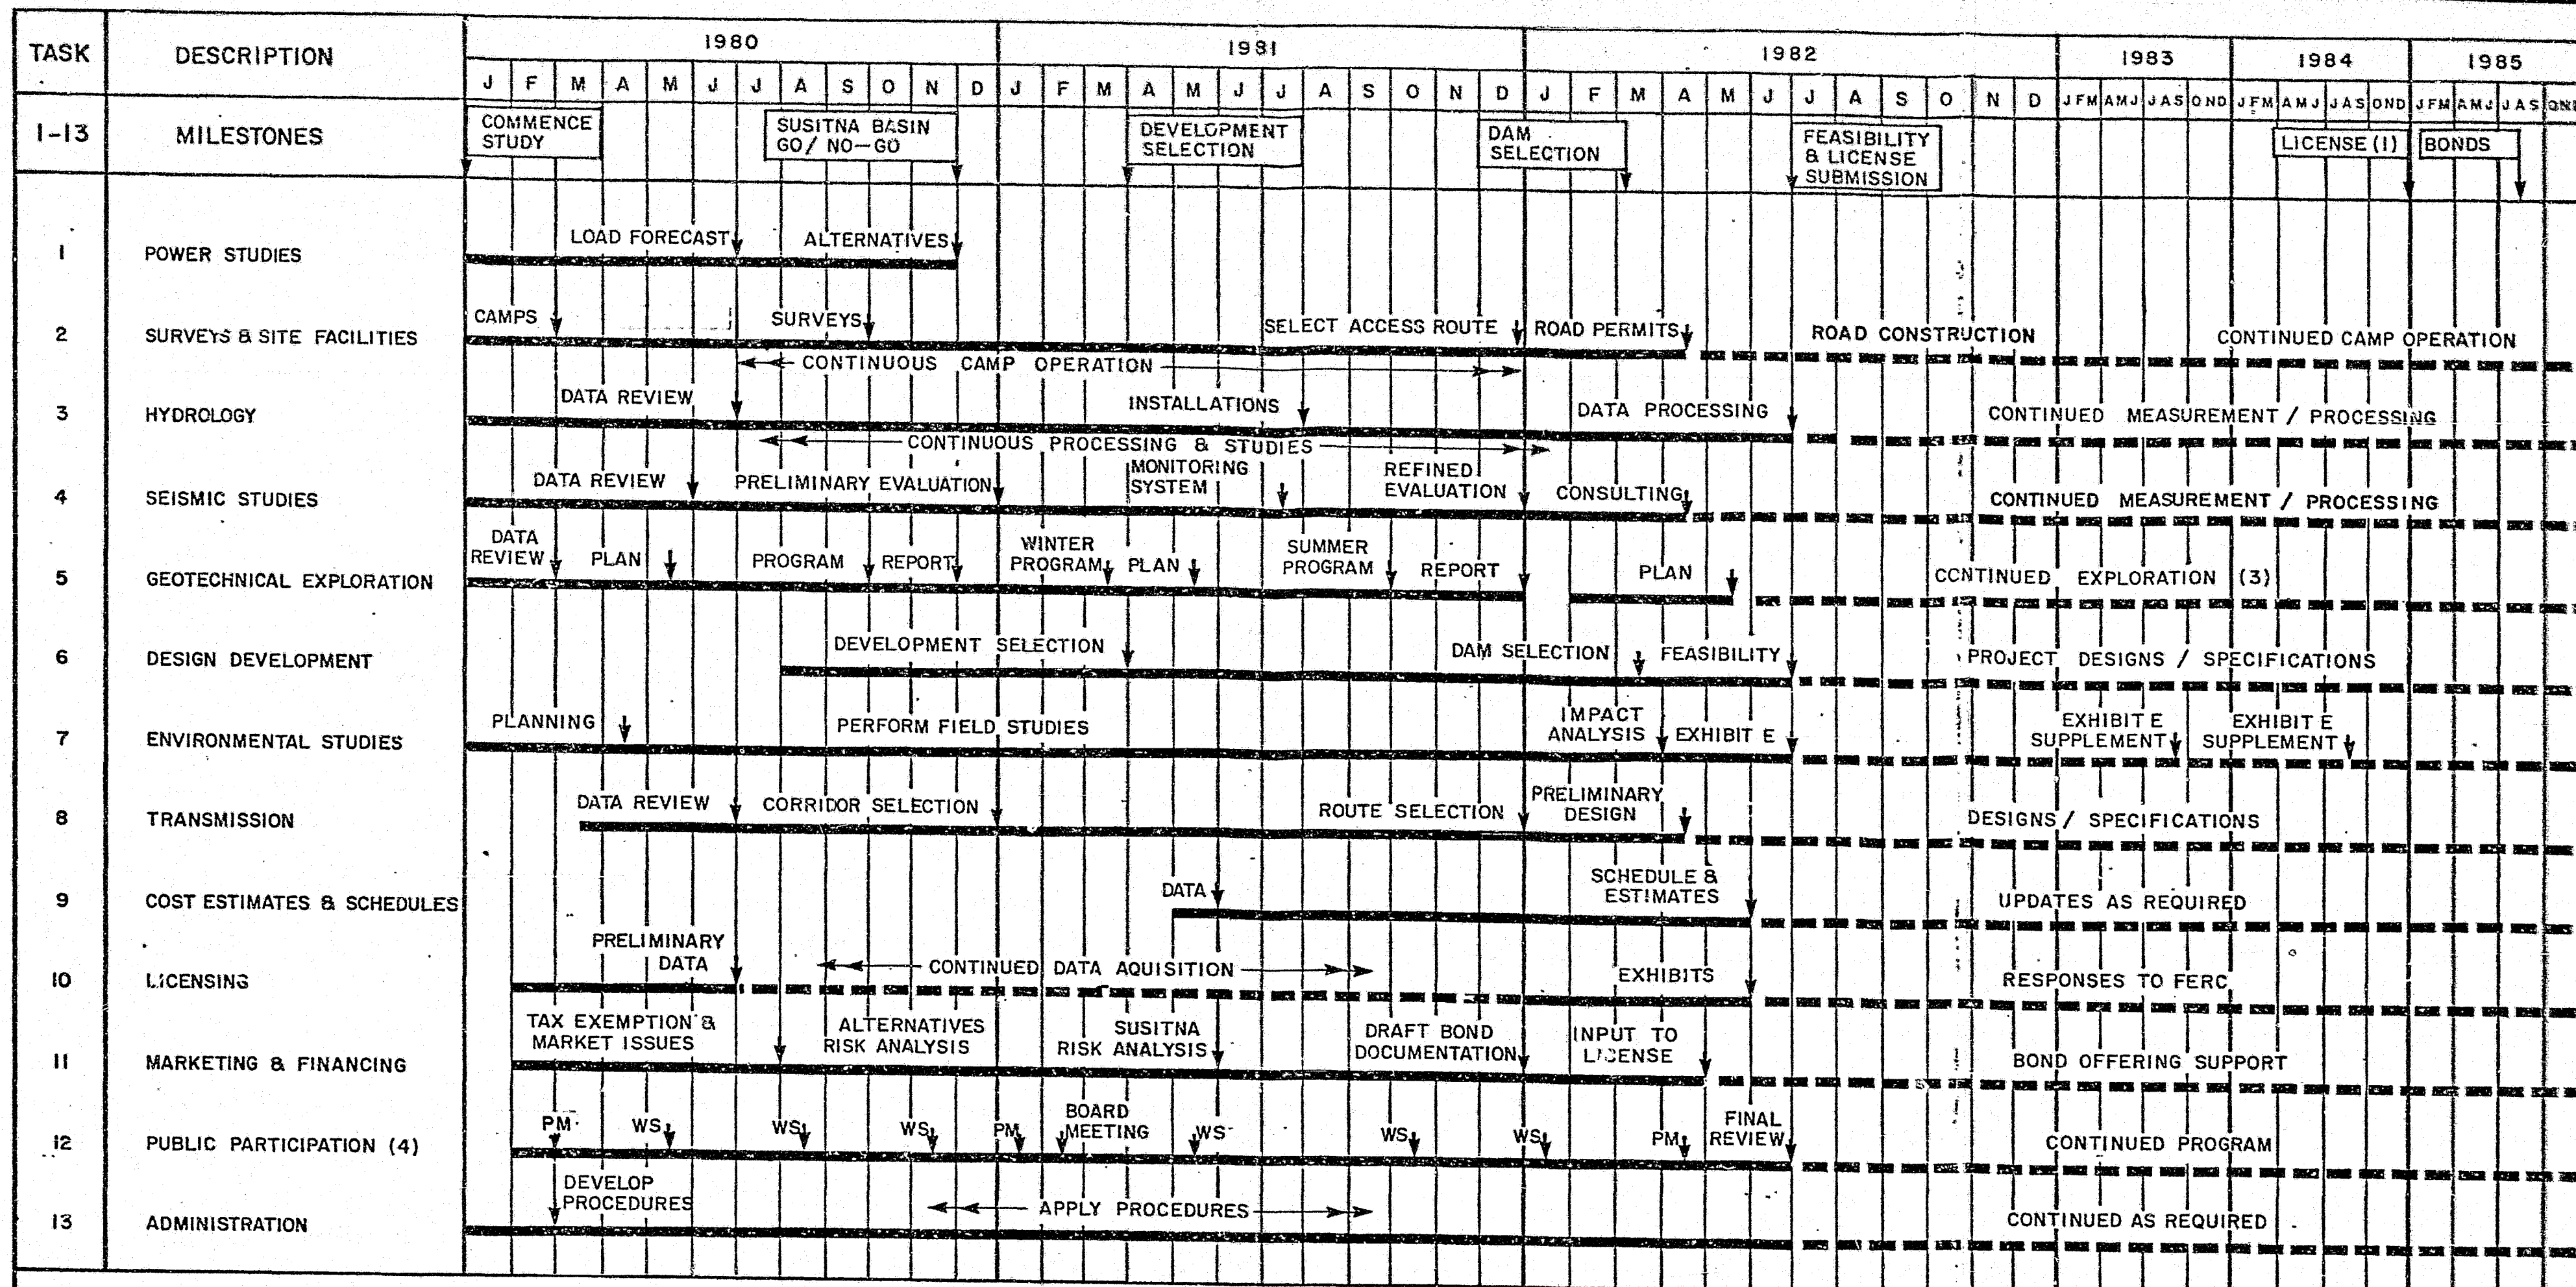 TASK DESCRIPTION 1980 1981 1982 1983 1984 1985
J F M A M J J A S O N D J F M A M J J A S O N D J F M A M J J A S O N D JFM AMJ JAS OND JFM AMJ JAS OND JFM AMJ JAS OND
1-13 MILESTONES
COMMENCE
STUDY
SUSITNA BASIN
GO/ NO-GO
DEVELOPMENT
SELECTION
DAM
SELECTION
FEASIBILITY
& LICENSE
SUBMISSION
LICENSE (1)
BONDS
1 POWER STUDIES
LOAD FORECAST
ALTERNATIVES
2 SURVEYS & SITE FACILITIES
CAMPS
SURVEYS
SELECT ACCESS ROUTE
ROAD PERMITS
ROAD CONSTRUCTION
CONTINUED CAMP OPERATION
CONTINUOUS CAMP OPERATION
3 HYDROLOGY
DATA REVIEW
INSTALLATIONS
DATA PROCESSING
CONTINUED MEASUREMENT / PROCESSING
CONTINUOUS PROCESSING & STUDIES
4 SEISMIC STUDIES
DATA REVIEW
PRELIMINARY EVALUATION
MONITORING
SYSTEM
REFINED
EVALUATION
CONSULTING
CONTINUED MEASUREMENT / PROCESSING
5 GEOTECHNICAL EXPLORATION
DATA
REVIEW
PLAN
PROGRAM
REPORT
WINTER
PROGRAM
PLAN
SUMMER
PROGRAM
REPORT
PLAN
CONTINUED EXPLORATION (3)
6 DESIGN DEVELOPMENT
DEVELOPMENT SELECTION
DAM SELECTION
FEASIBILITY
PROJECT DESIGNS / SPECIFICATIONS
7 ENVIRONMENTAL STUDIES
PLANNING
PERFORM FIELD STUDIES
IMPACT
ANALYSIS
EXHIBIT E
EXHIBIT E
SUPPLEMENT
EXHIBIT E
SUPPLEMENT
8 TRANSMISSION
DATA REVIEW
CORRIDOR SELECTION
ROUTE SELECTION
PRELIMINARY
DESIGN
DESIGNS / SPECIFICATIONS
9 COST ESTIMATES & SCHEDULES
DATA
SCHEDULE &
ESTIMATES
UPDATES AS REQUIRED
10 LICENSING
PRELIMINARY
DATA
CONTINUED DATA AQUISITION
EXHIBITS
RESPONSES TO FERC
11 MARKETING & FINANCING
TAX EXEMPTION &
MARKET ISSUES
ALTERNATIVES
RISK ANALYSIS
SUSITNA
RISK ANALYSIS
DRAFT BOND
DOCUMENTATION
INPUT TO
LICENSE
BOND OFFERING SUPPORT
12 PUBLIC PARTICIPATION (4)
PM
WS
WS
WS
PM
BOARD
MEETING
WS
WS
WS
PM
FINAL
REVIEW
CONTINUED PROGRAM
13 ADMINISTRATION
DEVELOP
PROCEDURES
APPLY PROCEDURES
CONTINUED AS REQUIRED